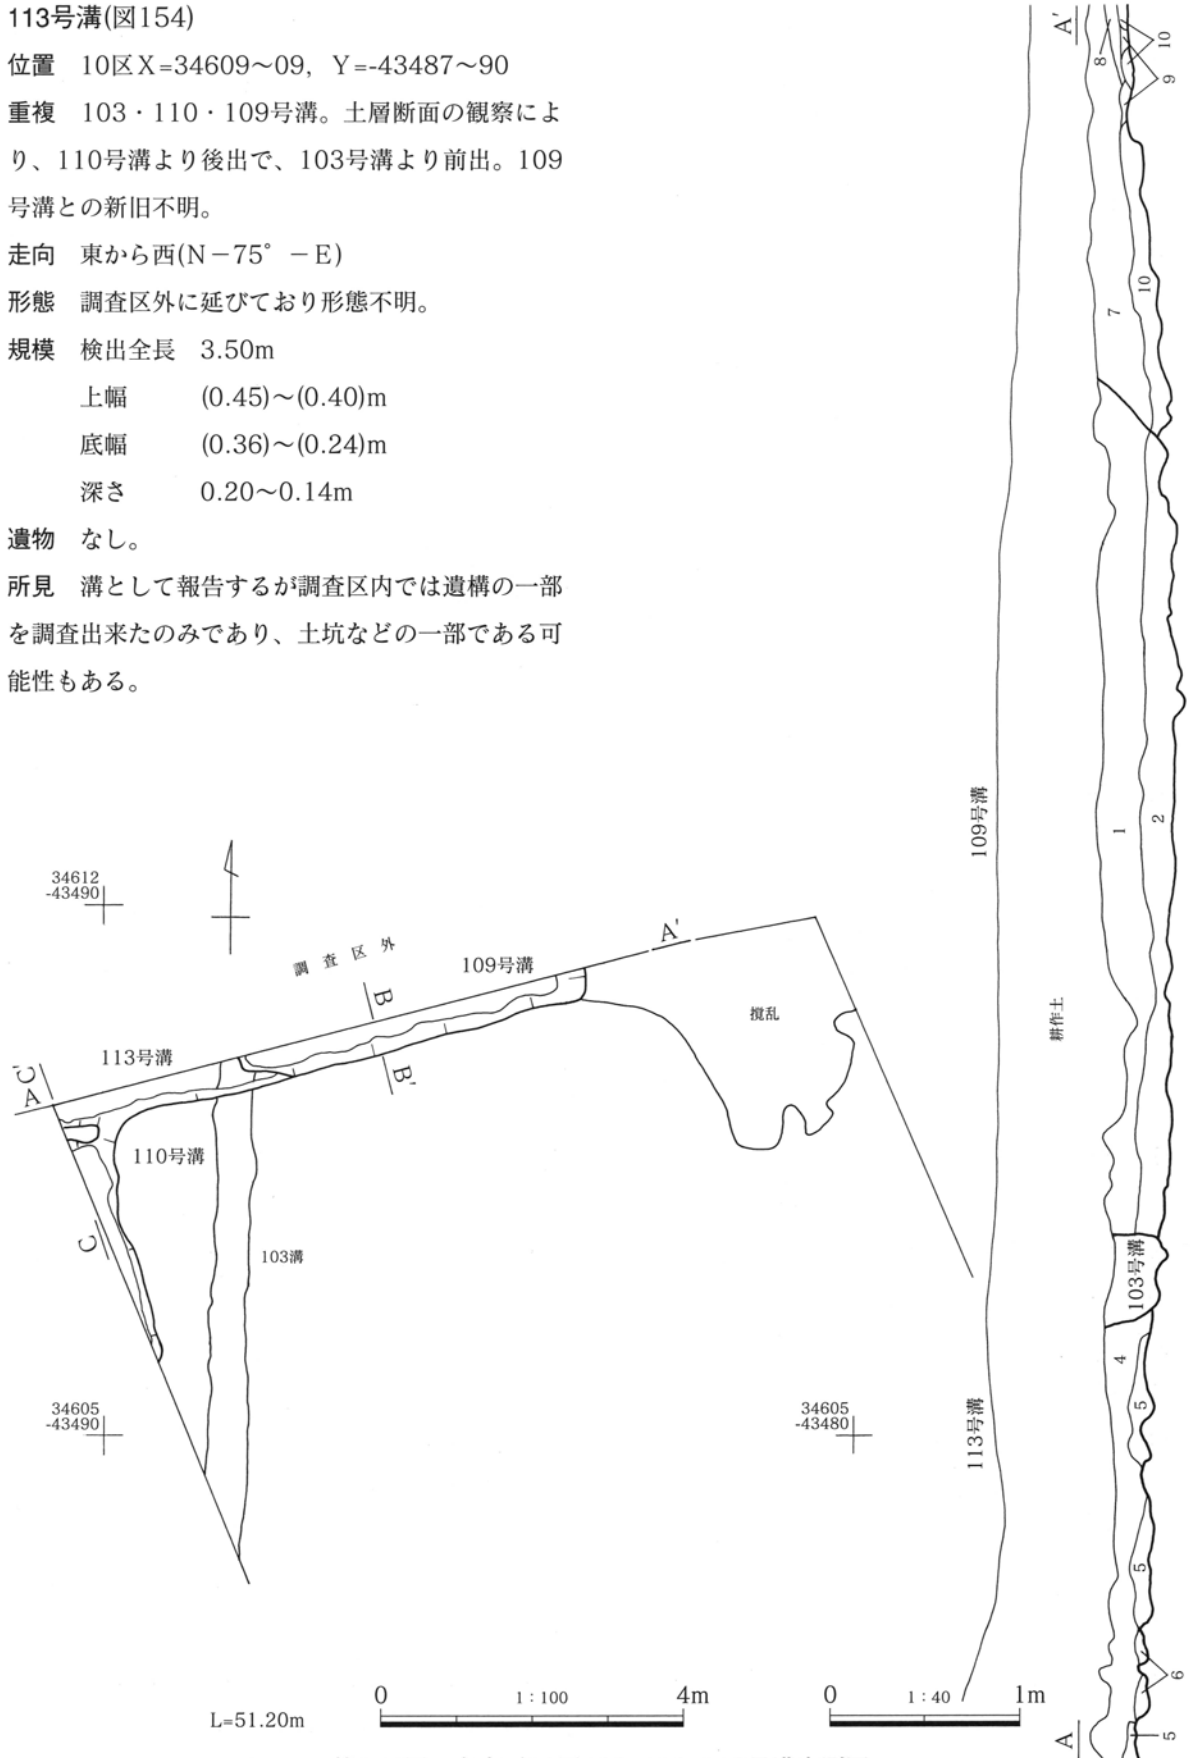 113号溝(図154)
位置　10区X=34609～09, Y=-43487～90
重複　103・110・109号溝。土層断面の観察によ
り、110号溝より後出で、103号溝より前出。109
号溝との新旧不明。
走向　東から西(N－75°－E)
形態　調査区外に延びており形態不明。
規模　検出全長　3.50m
上幅　(0.45)～(0.40)m
底幅　(0.36)～(0.24)m
深さ　0.20～0.14m
遺物　なし。
所見　溝として報告するが調査区内では遺構の一部
を調査出来たのみであり、土坑などの一部である可
能性もある。
34612
-43490
調査区外
109号溝
A'
B
113号溝
C'
A
B'
110号溝
C
103溝
攪乱
34605
-43490
34605
-43480
L=51.20m
0　1：100　4m
0　1：40　1m
A'
8
10
9
7
10
109号溝
1
2
耕作土
103号溝
4
5
113号溝
5
6
A
5